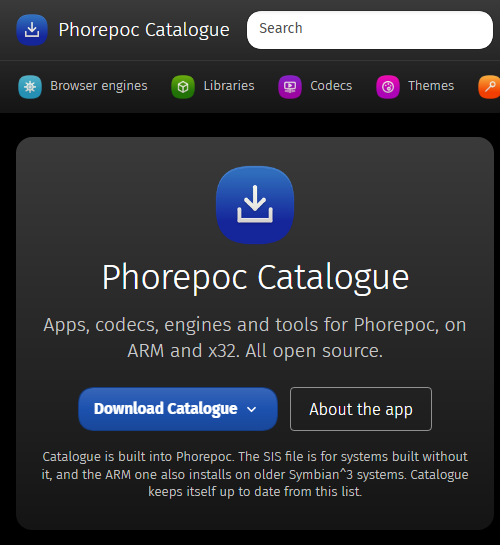 Phorepoc Catalogue
Search
Browser engines
Libraries
Codecs
Themes
Phorepoc Catalogue
Apps, codecs, engines and tools for Phorepoc, on
ARM and x32. All open source.
Download Catalogue
About the app
Catalogue is built into Phorepoc. The SIS file is for systems built without
it, and the ARM one also installs on older Symbian^3 systems. Catalogue
keeps itself up to date from this list.